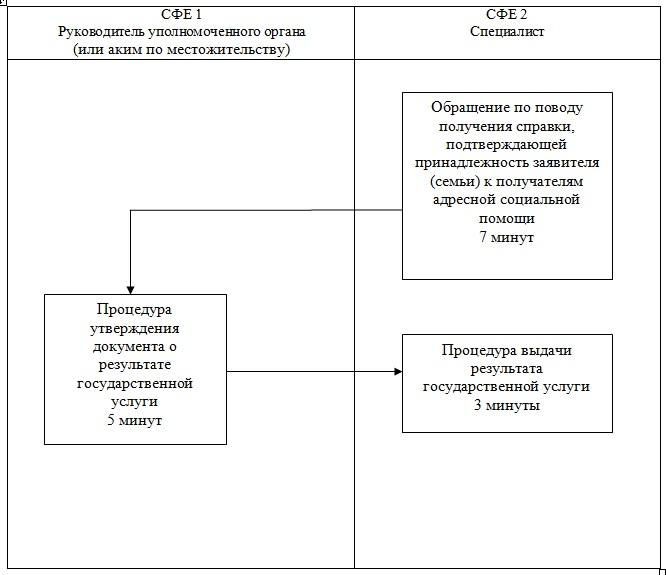 СФЕ 1
Руководитель уполномоченного органа
(или аким по местожительству)
СФЕ 2
Специалист
Обращение по поводу
получения справки,
подтверждающей
принадлежность заявителя
(семьи) к получателям
адресной социальной
помощи
7 минут
Процедура
утверждения
документа о
результате
государственной
услуги
5 минут
Процедура выдачи
результата
государственной услуги
3 минуты